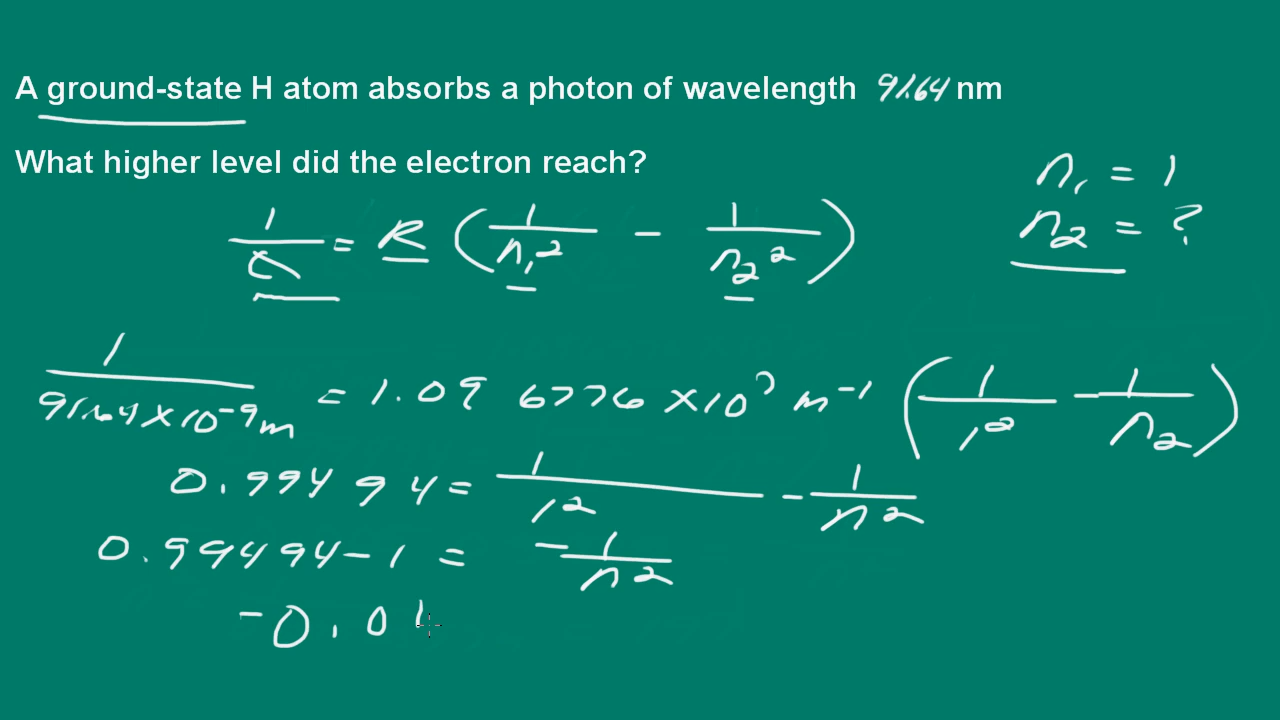 A ground-state H atom absorbs a photon of wavelength 91.64 nm
What higher level did the electron reach?
n₁ = 1
n₂ = ?
1/λ = R (1/n₁² - 1/n₂²)
1/(91.64 x 10⁻⁹m) = 1.096776 x 10⁷ m⁻¹ (1/1² - 1/n₂)
0.99494 = 1/1² - 1/n²
0.99494 - 1 = -1/n²
-0.0